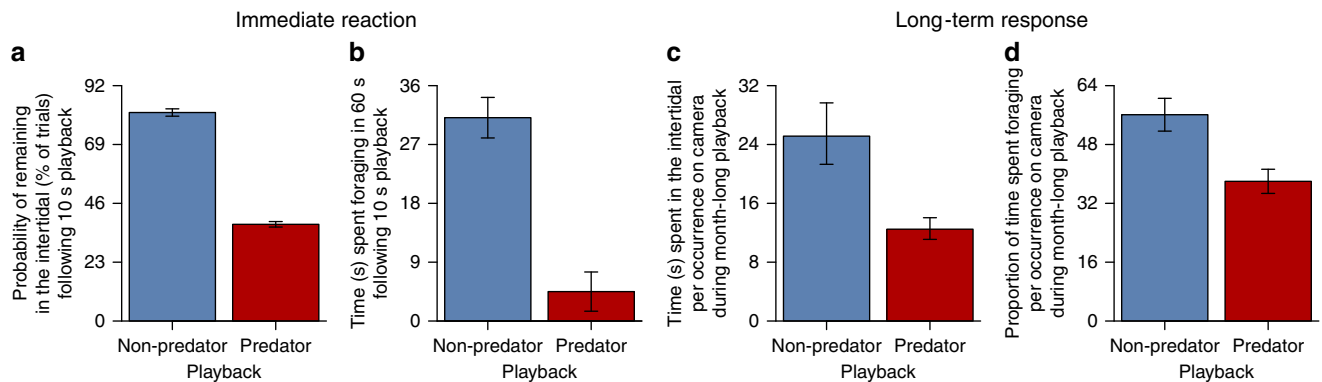 Immediate reaction
Long-term response
a
Probability of remaining
in the intertidal (% of trials)
following 10 s playback
92
69
46
23
0
Non-predator Predator
Playback
b
Time (s) spent foraging in 60 s
following 10 s playback
36
27
18
9
0
Non-predator Predator
Playback
c
Time (s) spent in the intertidal
per occurrence on camera
during month-long playback
32
24
16
8
0
Non-predator Predator
Playback
d
Proportion of time spent foraging
per occurrence on camera
during month-long playback
64
48
32
16
0
Non-predator Predator
Playback